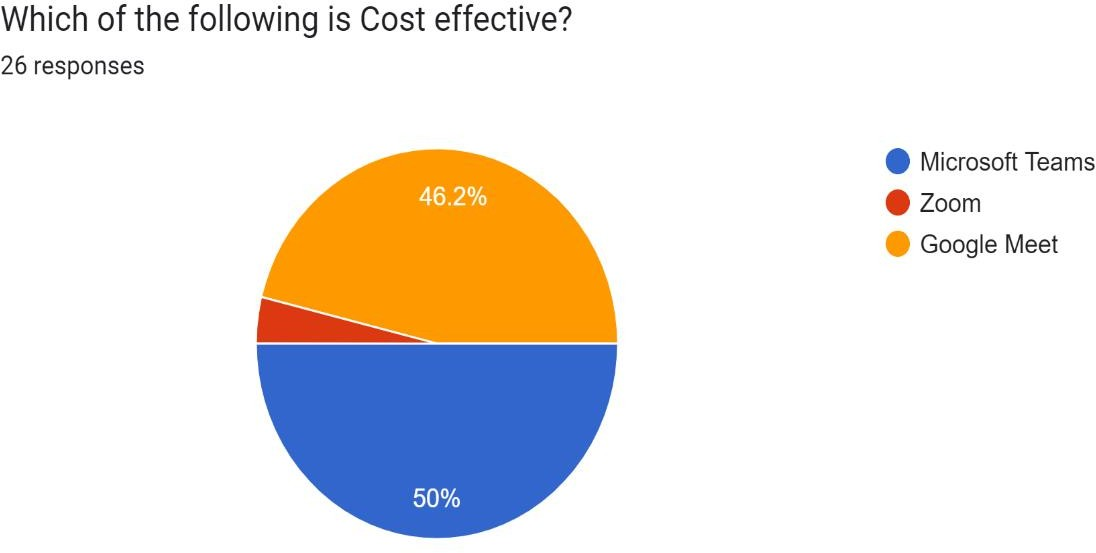 Which of the following is Cost effective?
26 responses
46.2%
50%
Microsoft Teams
Zoom
Google Meet